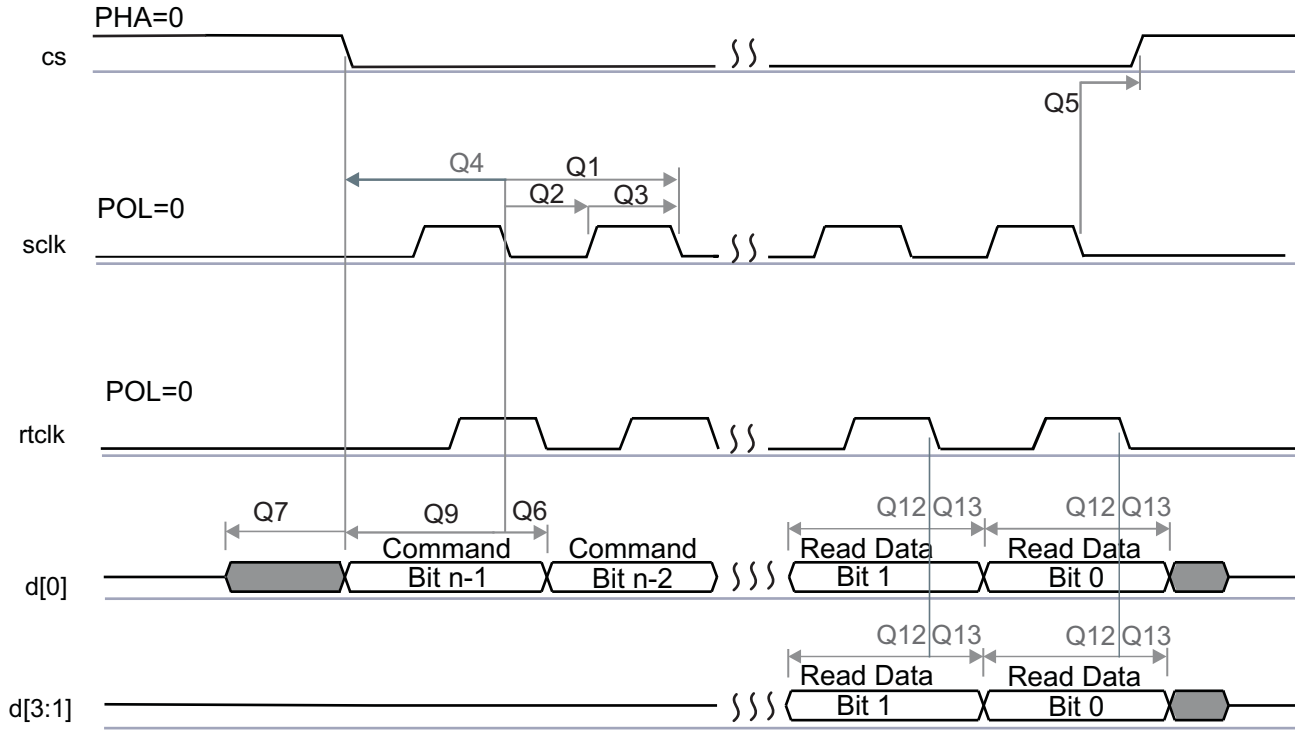 PHA=0
cs
Q5
Q4 Q1
Q2 Q3
POL=0
sclk
POL=0
rtclk
Q7 Q9 Q6 Q12 Q13 Q12 Q13
Command Command Read Data Read Data
d[0] Bit n-1 Bit n-2 Bit 1 Bit 0
Q12 Q13 Q12 Q13
Read Data Read Data
d[3:1] Bit 1 Bit 0